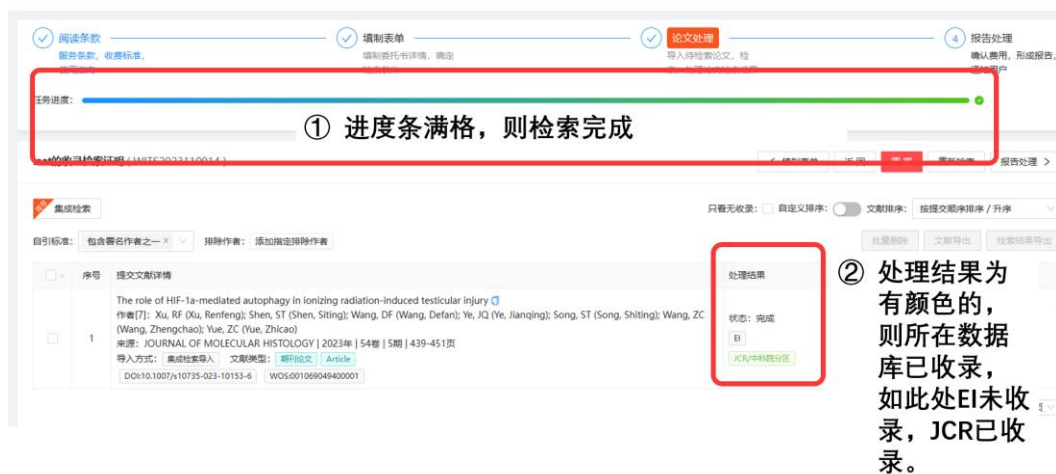 阅读条款
服务条款，收费标准，
填制表单
填制委托书详情，确定
论文处理
导入待检索论文，检
4 报告处理
确认费用，形成报告，
通知用户
任务进度：
① 进度条满格，则检索完成
报告处理 >
集成检索
只看无收录： 自定义排序： 文献排序： 按提交顺序排序 / 升序
自引标准： 包含署名作者之一 × 排除作者： 添加指定排除作者
批量删除 文献导出 检索结果导出
序号 提交文献详情 处理结果
1
The role of HIF-1a-mediated autophagy in ionizing radiation-induced testicular injury
作者[7]： Xu, RF (Xu, Renfeng); Shen, ST (Shen, Siting); Wang, DF (Wang, Defan); Ye, JQ (Ye, Jianqing); Song, ST (Song, Shiting); Wang, ZC
(Wang, Zhengchao); Yue, ZC (Yue, Zhicao)
来源： JOURNAL OF MOLECULAR HISTOLOGY | 2023年 | 54卷 | 5期 | 439-451页
导入方式： 集成检索导入 文献类型： 期刊论文 Article
DOI:10.1007/s10735-023-10153-6 WOS:001069049400001
状态：完成
EI
JCR/中科院分区
② 处理结果为
有颜色的，
则所在数据
库已收录，
如此处EI未收
录，JCR已收
录。